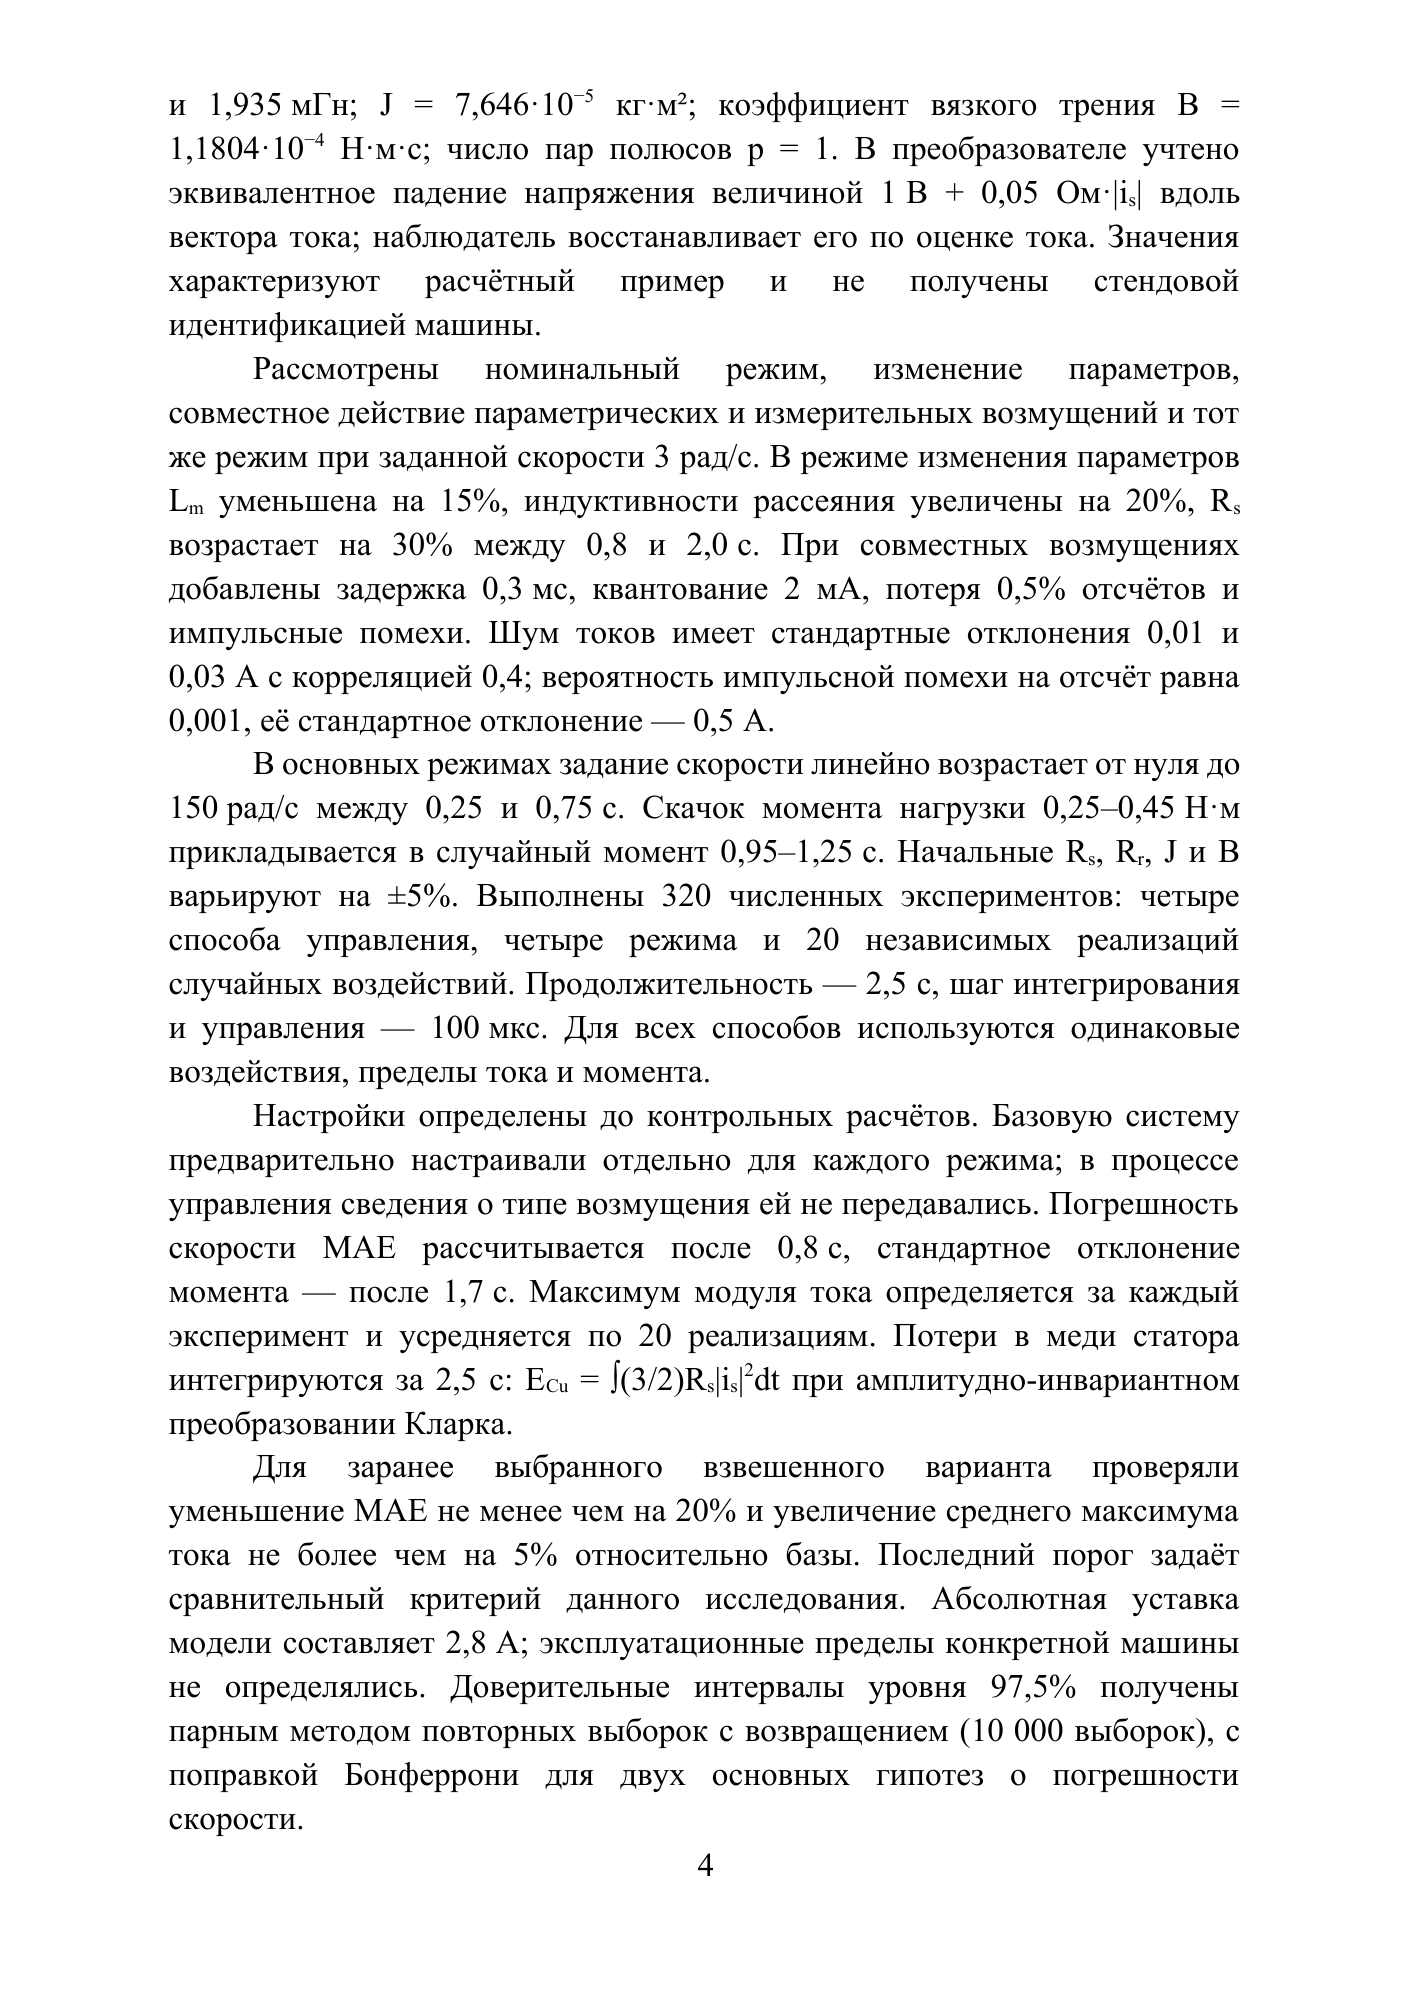 и 1,935 мГн; J = 7,646·10⁻⁵ кг·м²; коэффициент вязкого трения B =
1,1804·10⁻⁴ Н·м·с; число пар полюсов p = 1. В преобразователе учтено
эквивалентное падение напряжения величиной 1 В + 0,05 Ом·|iₛ| вдоль
вектора тока; наблюдатель восстанавливает его по оценке тока. Значения
характеризуют расчётный пример и не получены стендовой
идентификацией машины.
Рассмотрены номинальный режим, изменение параметров,
совместное действие параметрических и измерительных возмущений и тот
же режим при заданной скорости 3 рад/с. В режиме изменения параметров
Lₘ уменьшена на 15%, индуктивности рассеяния увеличены на 20%, Rₛ
возрастает на 30% между 0,8 и 2,0 с. При совместных возмущениях
добавлены задержка 0,3 мс, квантование 2 мА, потеря 0,5% отсчётов и
импульсные помехи. Шум токов имеет стандартные отклонения 0,01 и
0,03 А с корреляцией 0,4; вероятность импульсной помехи на отсчёт равна
0,001, её стандартное отклонение — 0,5 А.
В основных режимах задание скорости линейно возрастает от нуля до
150 рад/с между 0,25 и 0,75 с. Скачок момента нагрузки 0,25–0,45 Н·м
прикладывается в случайный момент 0,95–1,25 с. Начальные Rₛ, Rᵣ, J и B
варьируют на ±5%. Выполнены 320 численных экспериментов: четыре
способа управления, четыре режима и 20 независимых реализаций
случайных воздействий. Продолжительность — 2,5 с, шаг интегрирования
и управления — 100 мкс. Для всех способов используются одинаковые
воздействия, пределы тока и момента.
Настройки определены до контрольных расчётов. Базовую систему
предварительно настраивали отдельно для каждого режима; в процессе
управления сведения о типе возмущения ей не передавались. Погрешность
скорости MAE рассчитывается после 0,8 с, стандартное отклонение
момента — после 1,7 с. Максимум модуля тока определяется за каждый
эксперимент и усредняется по 20 реализациям. Потери в меди статора
интегрируются за 2,5 с: E_Cu = ∫(3/2)Rₛ|iₛ|²dt при амплитудно-инвариантном
преобразовании Кларка.
Для заранее выбранного взвешенного варианта проверяли
уменьшение MAE не менее чем на 20% и увеличение среднего максимума
тока не более чем на 5% относительно базы. Последний порог задаёт
сравнительный критерий данного исследования. Абсолютная уставка
модели составляет 2,8 А; эксплуатационные пределы конкретной машины
не определялись. Доверительные интервалы уровня 97,5% получены
парным методом повторных выборок с возвращением (10 000 выборок), с
поправкой Бонферрони для двух основных гипотез о погрешности
скорости.
4